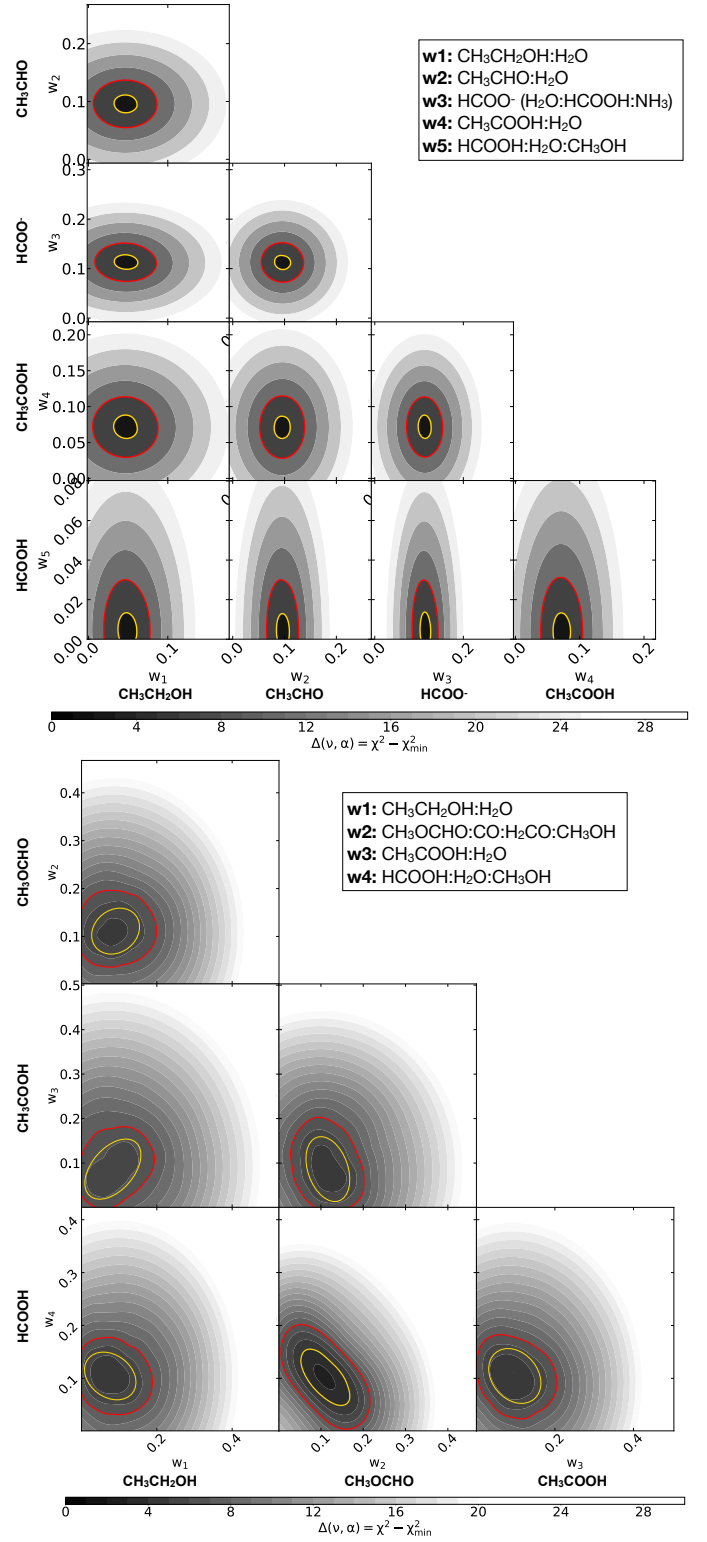 w1: CH₃CH₂OH:H₂O
w2: CH₃CHO:H₂O
w3: HCOO⁻ (H₂O:HCOOH:NH₃)
w4: CH₃COOH:H₂O
w5: HCOOH:H₂O:CH₃OH
CH₃CHO
w₂
0.2
0.1
0.0
HCOO⁻
w₃
0.3
0.2
0.1
0.0
CH₃COOH
w₄
0.20
0.15
0.10
0.05
0.00
0
0
HCOOH
w₅
0.08
0.06
0.04
0.02
0.00
0
0
0
0.0 0.1 0.0 0.1 0.2 0.0 0.2 0.0 0.1 0.2
w₁ w₂ w₃ w₄
CH₃CH₂OH CH₃CHO HCOO⁻ CH₃COOH
0 4 8 12 16 20 24 28
Δ(ν, α) = χ² − χ²min
w1: CH₃CH₂OH:H₂O
w2: CH₃OCHO:CO:H₂CO:CH₃OH
w3: CH₃COOH:H₂O
w4: HCOOH:H₂O:CH₃OH
CH₃OCHO
w₂
0.4
0.3
0.2
0.1
CH₃COOH
w₃
0.5
0.4
0.3
0.2
0.1
HCOOH
w₄
0.4
0.3
0.2
0.1
0.2 0.4 0.1 0.2 0.3 0.4 0.2 0.4
w₁ w₂ w₃
CH₃CH₂OH CH₃OCHO CH₃COOH
0 4 8 12 16 20 24 28
Δ(ν, α) = χ² − χ²min